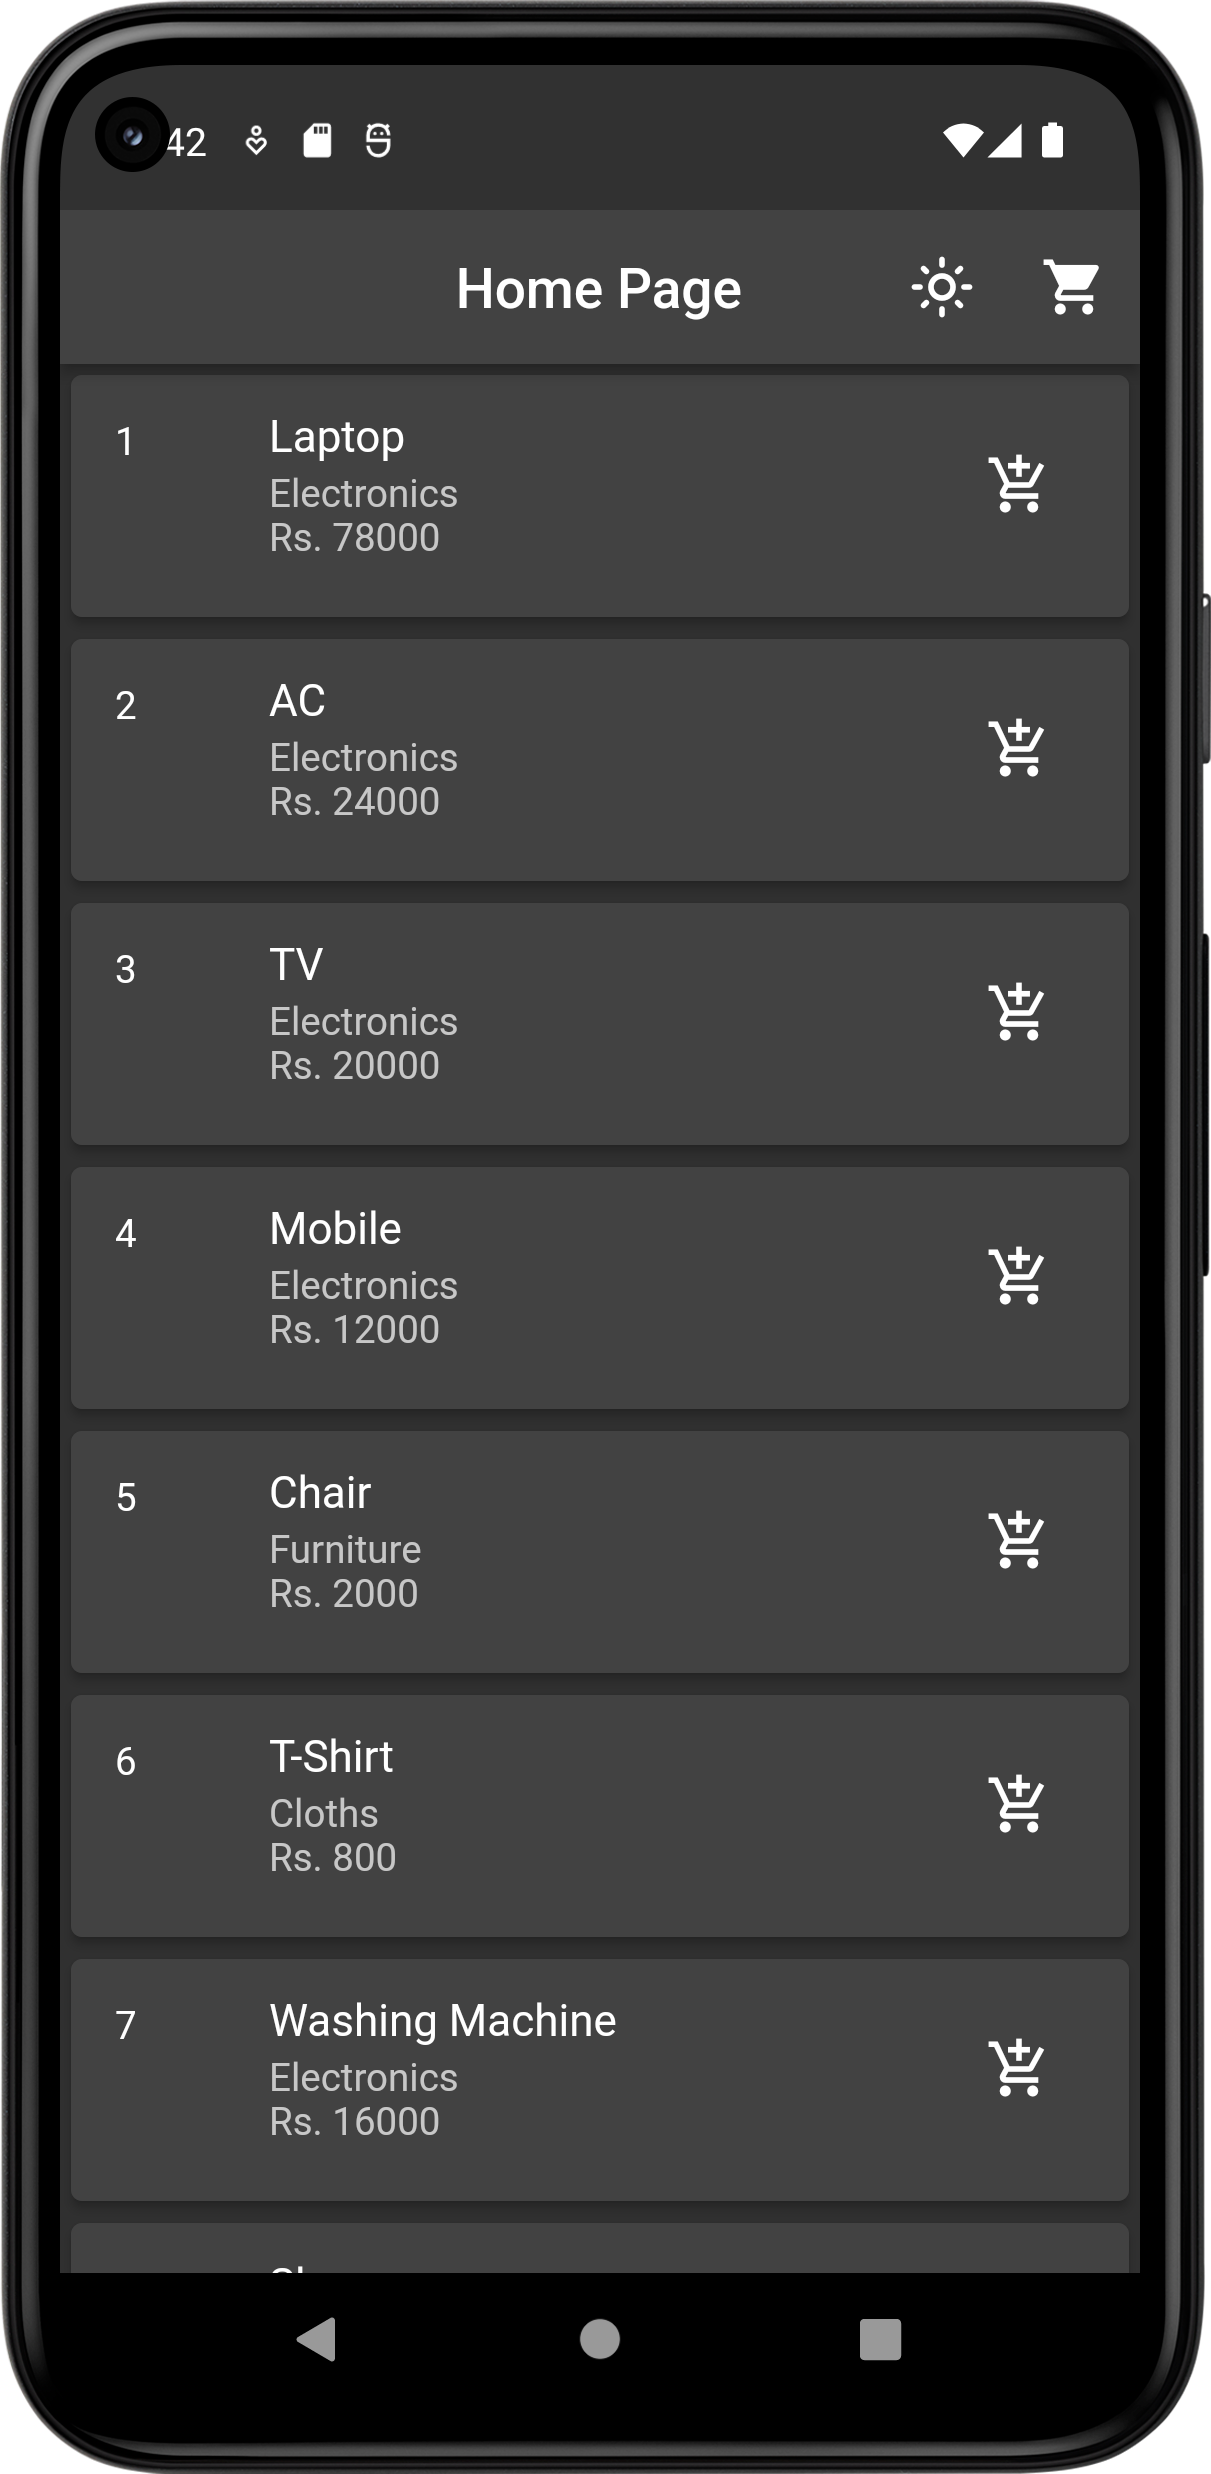 42
Home Page
1
Laptop
Electronics
Rs. 78000
2
AC
Electronics
Rs. 24000
3
TV
Electronics
Rs. 20000
4
Mobile
Electronics
Rs. 12000
5
Chair
Furniture
Rs. 2000
6
T-Shirt
Cloths
Rs. 800
7
Washing Machine
Electronics
Rs. 16000